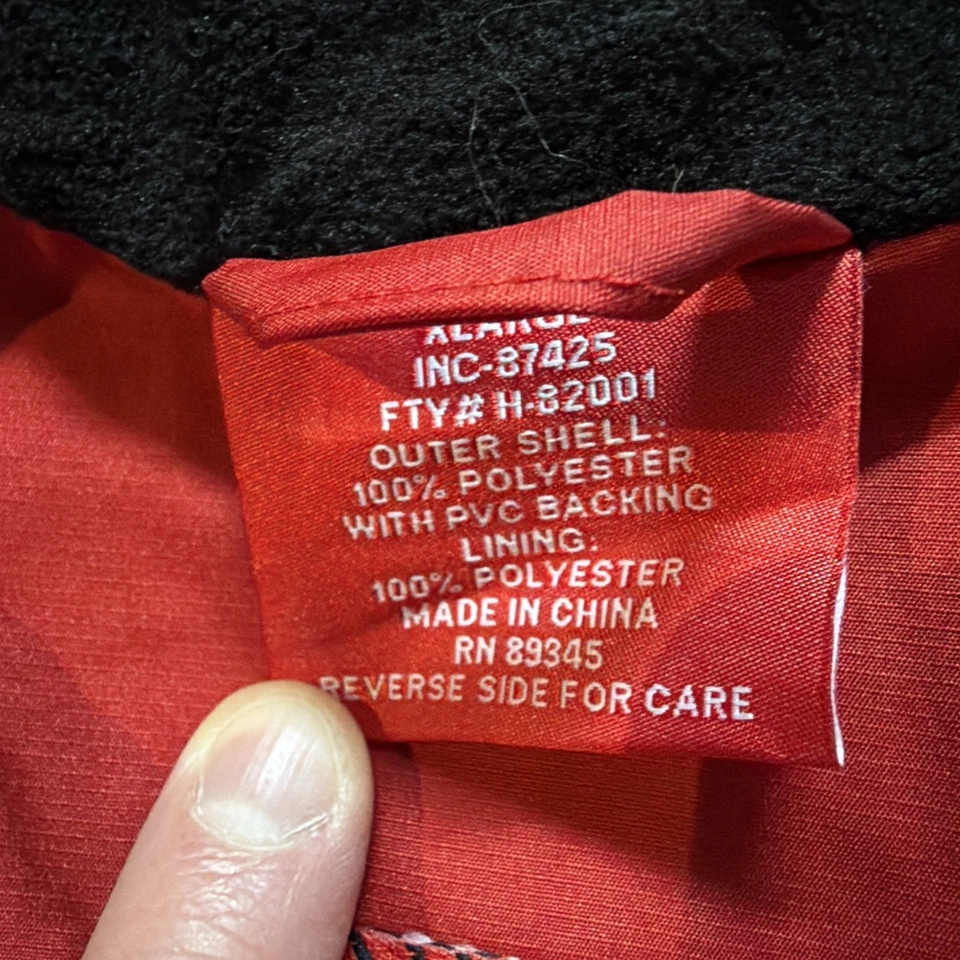 XLARGE
INC-87425
FTY# H-82001
OUTER SHELL:
100% POLYESTER
WITH PVC BACKING
LINING:
100% POLYESTER
MADE IN CHINA
RN 89345
REVERSE SIDE FOR CARE